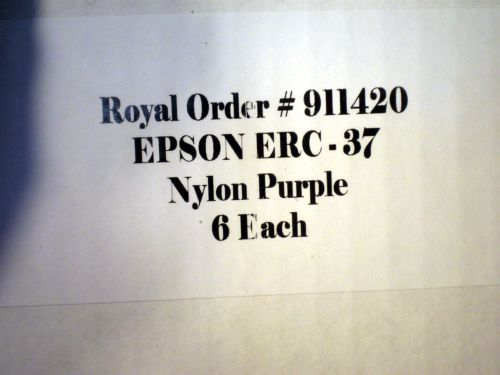 Royal Order # 911420
EPSON ERC - 37
Nylon Purple
6 Each